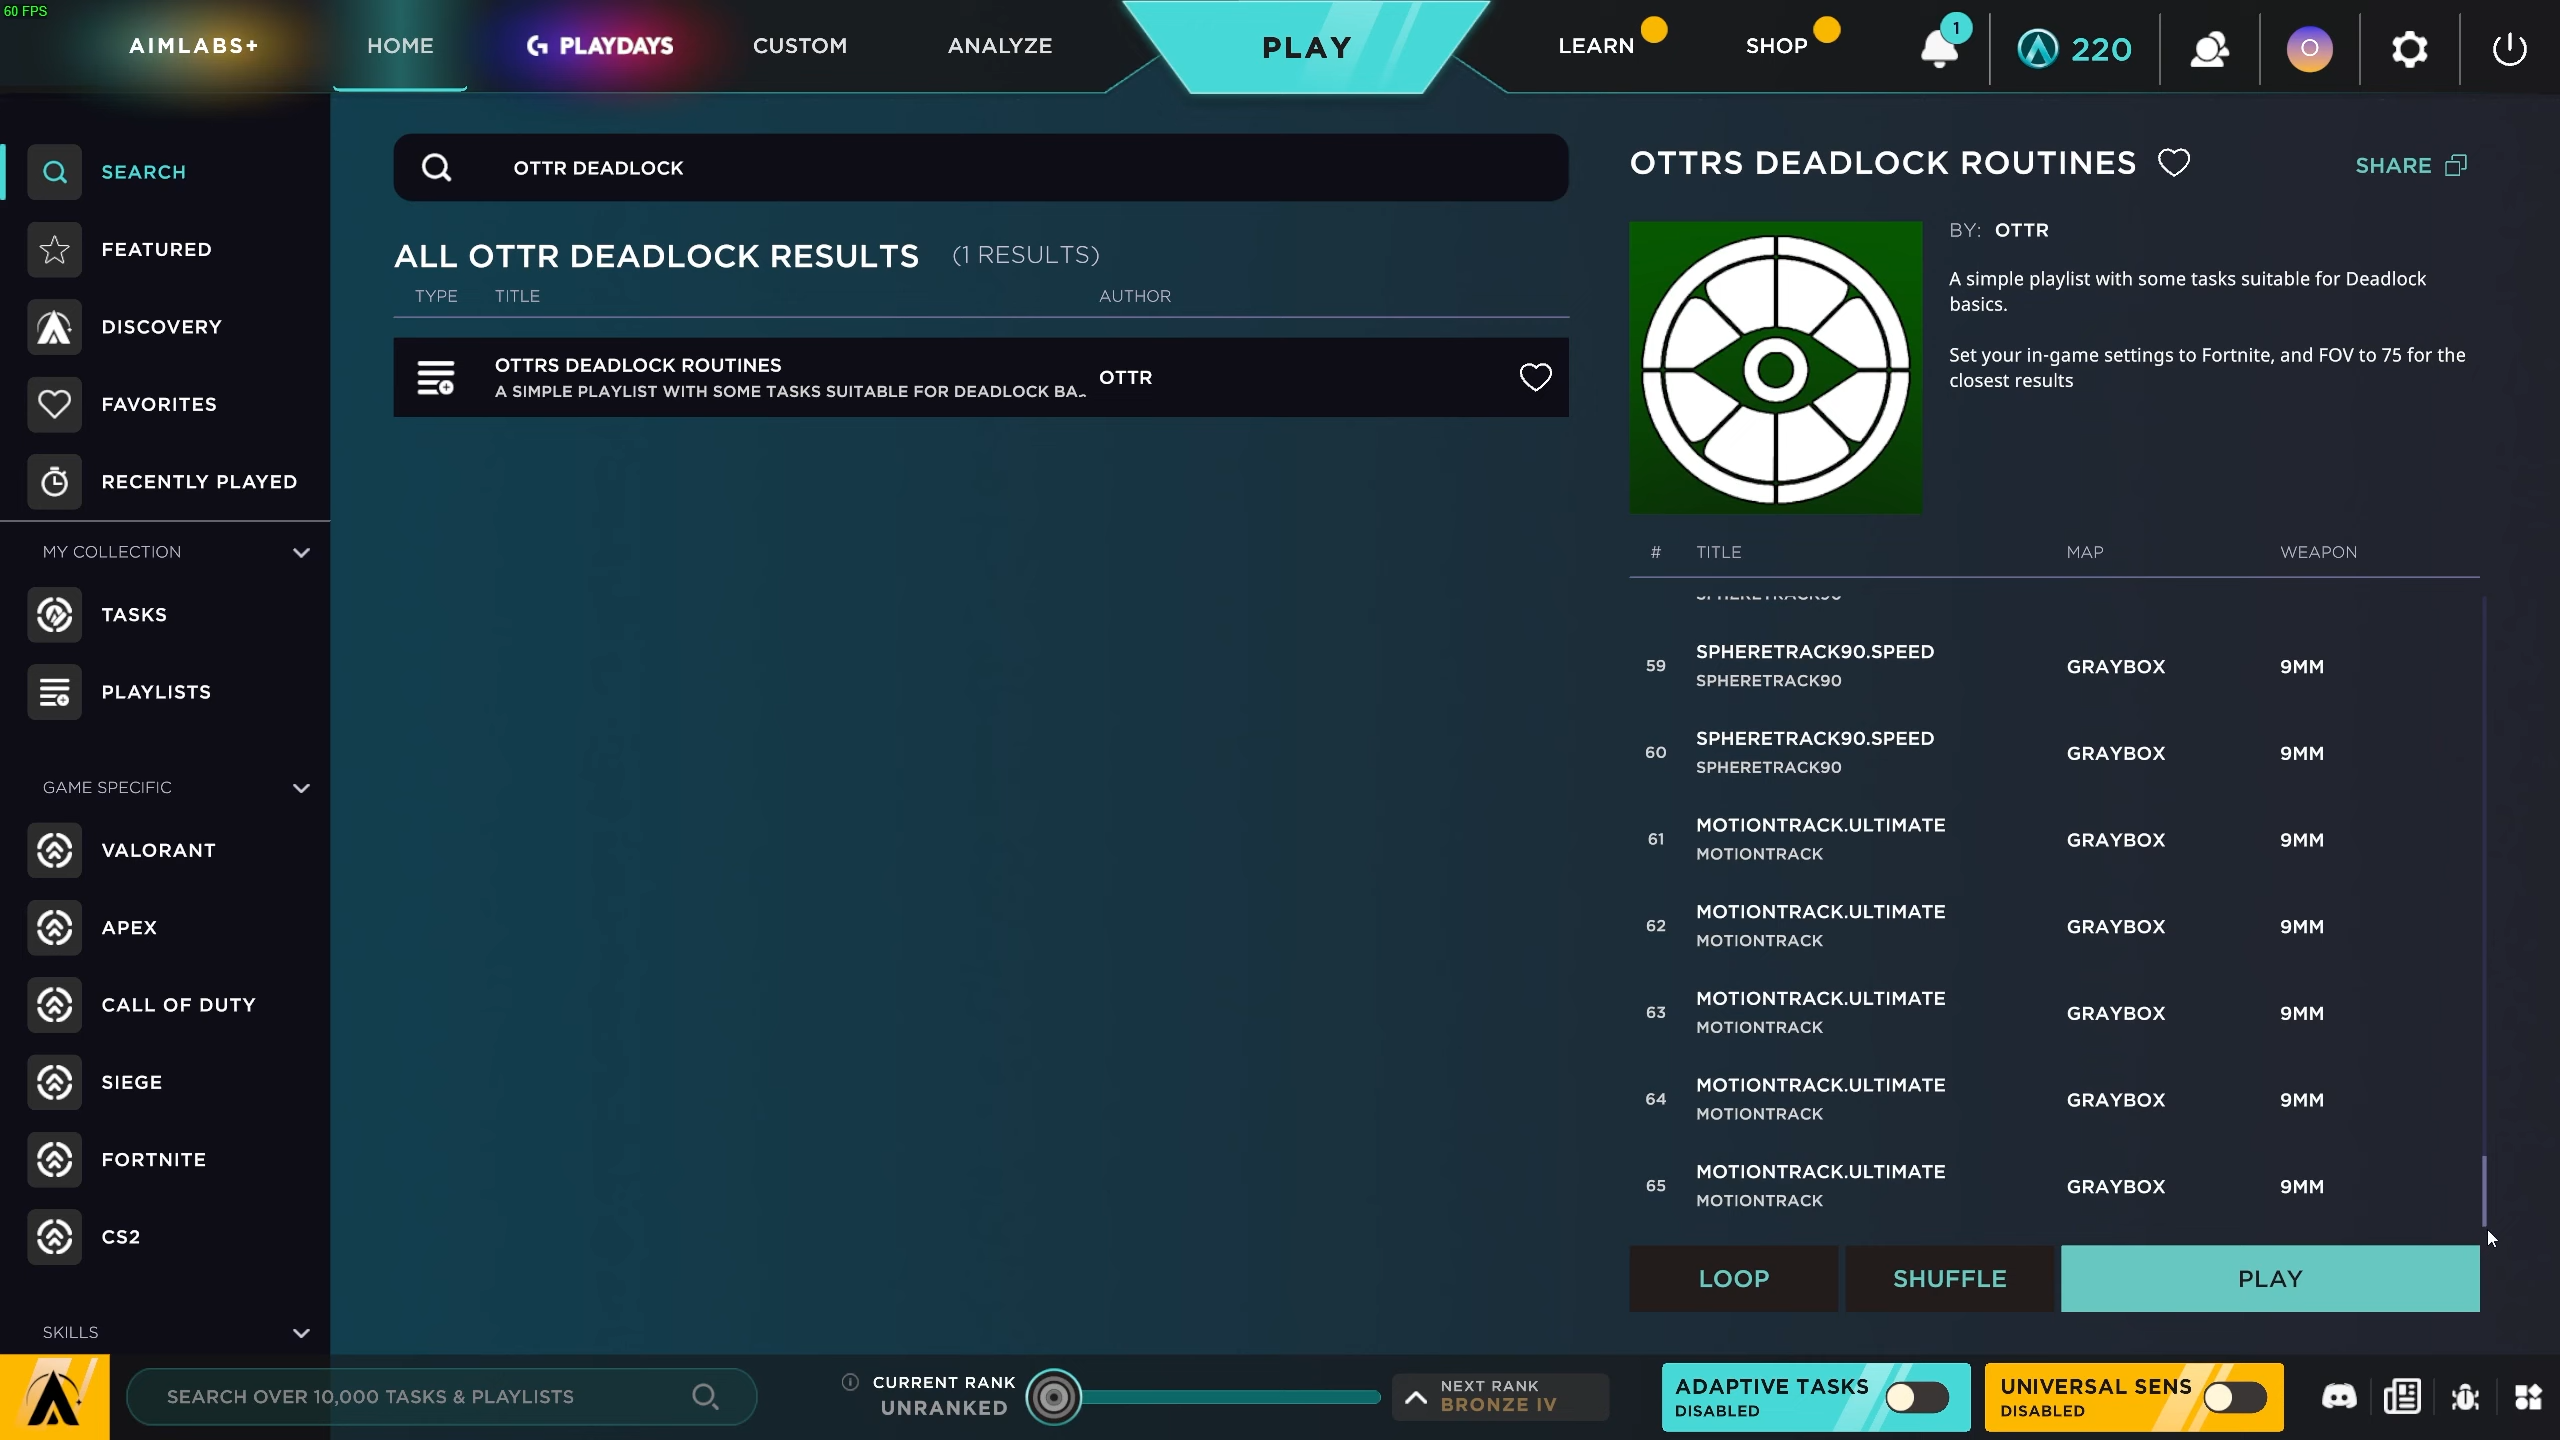 60 FPS
AIMLABS+
HOME
PLAYDAYS
CUSTOM
ANALYZE
PLAY
LEARN
SHOP
1
220
SEARCH
FEATURED
DISCOVERY
FAVORITES
RECENTLY PLAYED
MY COLLECTION
TASKS
PLAYLISTS
GAME SPECIFIC
VALORANT
APEX
CALL OF DUTY
SIEGE
FORTNITE
CS2
SKILLS
OTTR DEADLOCK
ALL OTTR DEADLOCK RESULTS (1 RESULTS)
TYPE TITLE AUTHOR
OTTRS DEADLOCK ROUTINES
A SIMPLE PLAYLIST WITH SOME TASKS SUITABLE FOR DEADLOCK BA...
OTTR
OTTRS DEADLOCK ROUTINES
SHARE
BY: OTTR
A simple playlist with some tasks suitable for Deadlock
basics.
Set your in-game settings to Fortnite, and FOV to 75 for the
closest results
# TITLE MAP WEAPON
SPHERETRACK90
59 SPHERETRACK90.SPEED GRAYBOX 9MM
SPHERETRACK90
60 SPHERETRACK90.SPEED GRAYBOX 9MM
SPHERETRACK90
61 MOTIONTRACK.ULTIMATE GRAYBOX 9MM
MOTIONTRACK
62 MOTIONTRACK.ULTIMATE GRAYBOX 9MM
MOTIONTRACK
63 MOTIONTRACK.ULTIMATE GRAYBOX 9MM
MOTIONTRACK
64 MOTIONTRACK.ULTIMATE GRAYBOX 9MM
MOTIONTRACK
65 MOTIONTRACK.ULTIMATE GRAYBOX 9MM
MOTIONTRACK
LOOP
SHUFFLE
PLAY
SEARCH OVER 10,000 TASKS & PLAYLISTS
CURRENT RANK
UNRANKED
NEXT RANK
BRONZE IV
ADAPTIVE TASKS
DISABLED
UNIVERSAL SENS
DISABLED